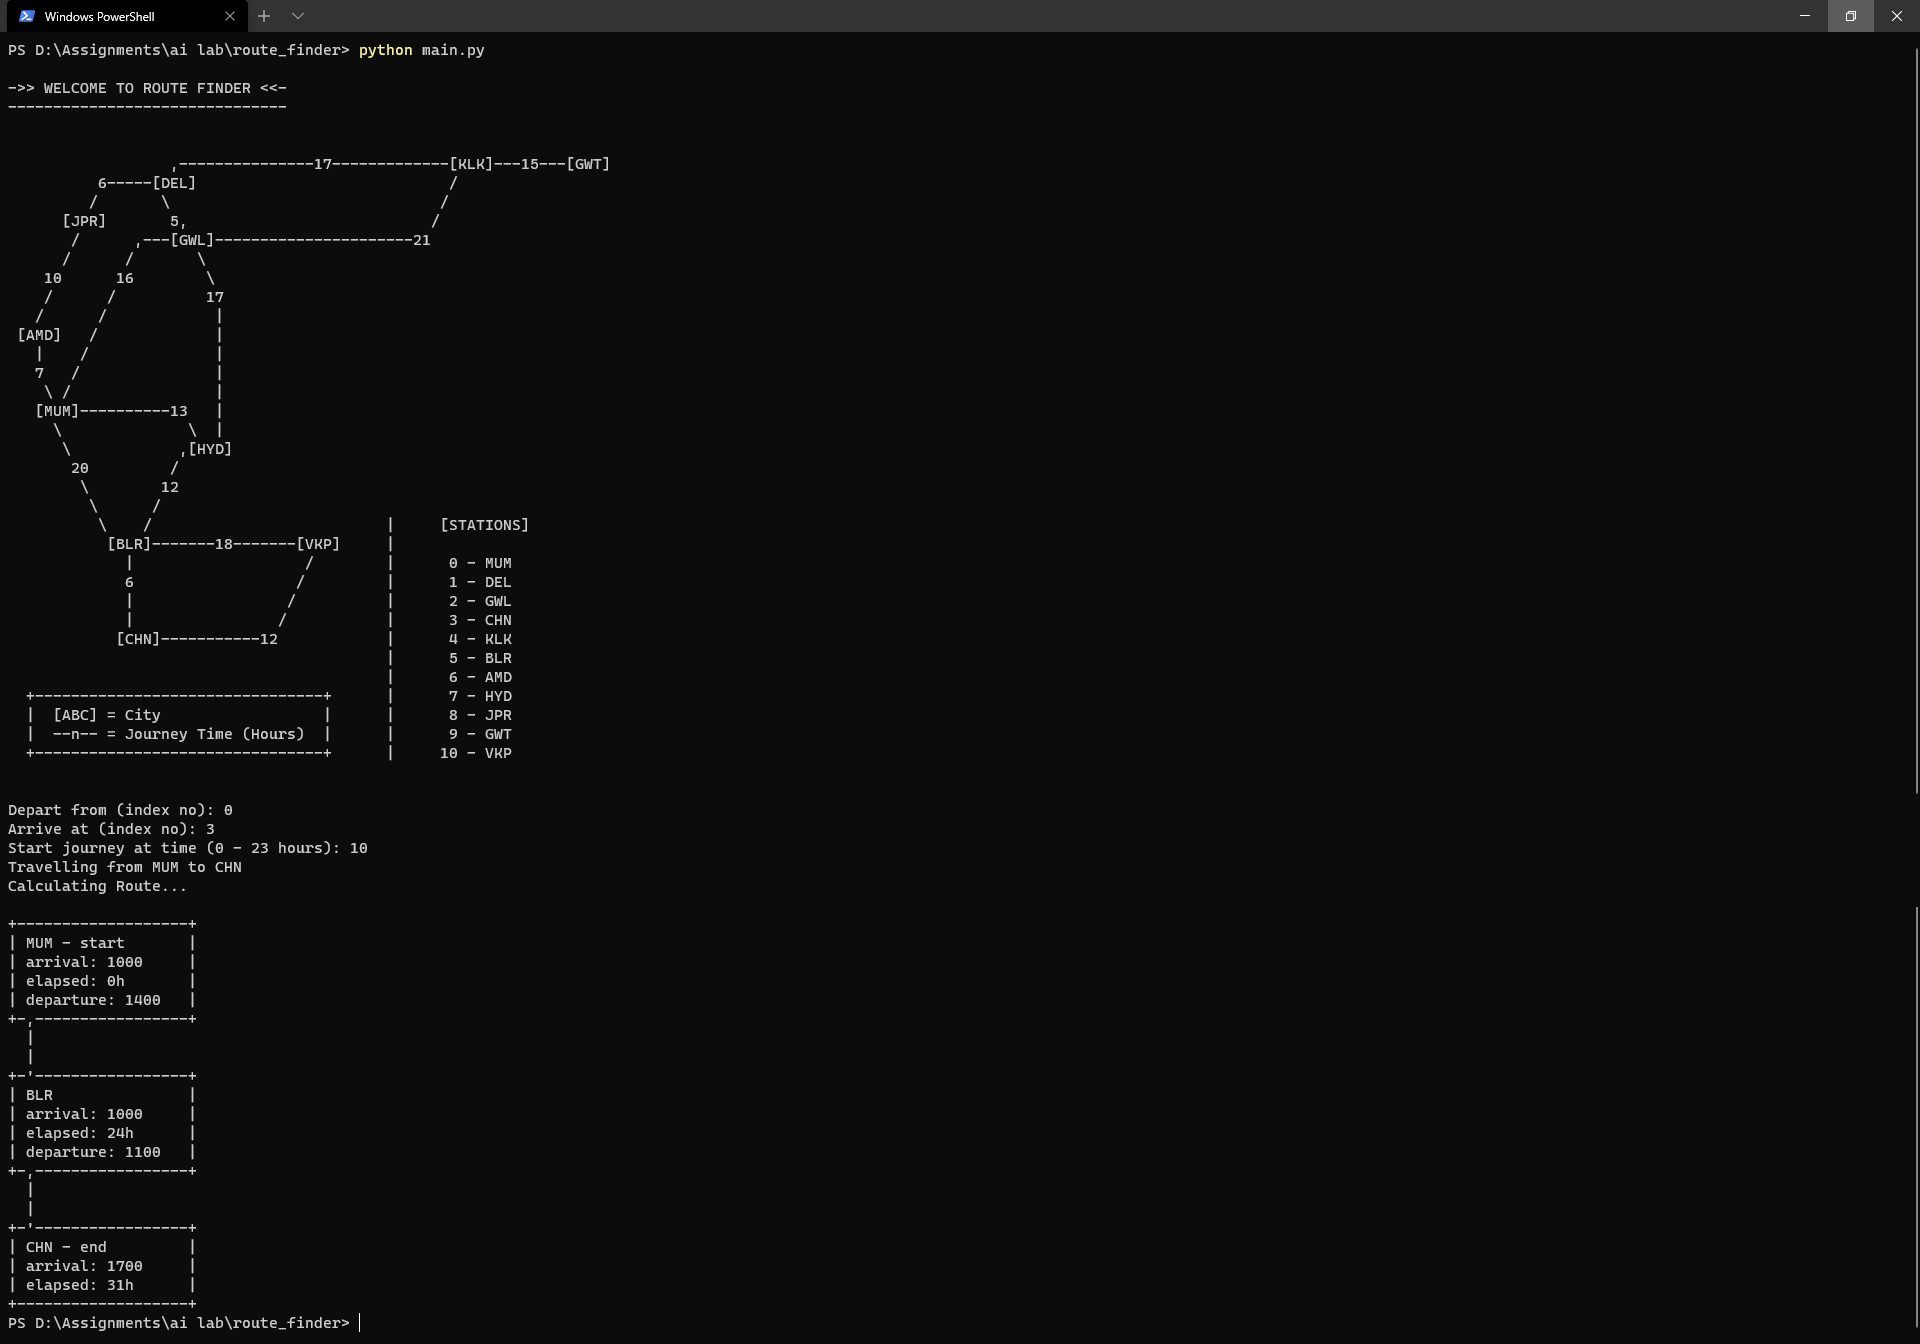 Windows PowerShell
PS D:\Assignments\ai lab\route_finder> python main.py

->> WELCOME TO ROUTE FINDER <<-
-------------------------------


                  ,---------------17-------------[KLK]---15---[GWT]
          6-----[DEL]                            /
         /       \                              /
      [JPR]       5,                           /
       /      ,---[GWL]----------------------21
      /      /       \
    10      16        \
    /      /          17
   /      /            |
 [AMD]   /             |
   |    /              |
   7   /               |
    \ /                |
   [MUM]----------13   |
     \              \  |
      \            ,[HYD]
       20         /
        \        12
         \      /
          \    /                          |     [STATIONS]
           [BLR]-------18-------[VKP]     |
             |                   /        |      0 - MUM
             6                  /         |      1 - DEL
             |                 /          |      2 - GWL
             |                /           |      3 - CHN
            [CHN]-----------12            |      4 - KLK
                                          |      5 - BLR
                                          |      6 - AMD
  +--------------------------------+      |      7 - HYD
  |  [ABC] = City                  |      |      8 - JPR
  |  --n-- = Journey Time (Hours)  |      |      9 - GWT
  +--------------------------------+      |     10 - VKP


Depart from (index no): 0
Arrive at (index no): 3
Start journey at time (0 - 23 hours): 10
Travelling from MUM to CHN
Calculating Route...

+-------------------+
| MUM - start       |
| arrival: 1000     |
| elapsed: 0h       |
| departure: 1400   |
+-,-----------------+
  |
  |
+-'-----------------+
| BLR               |
| arrival: 1000     |
| elapsed: 24h      |
| departure: 1100   |
+-,-----------------+
  |
  |
+-'-----------------+
| CHN - end         |
| arrival: 1700     |
| elapsed: 31h      |
+-------------------+
PS D:\Assignments\ai lab\route_finder>